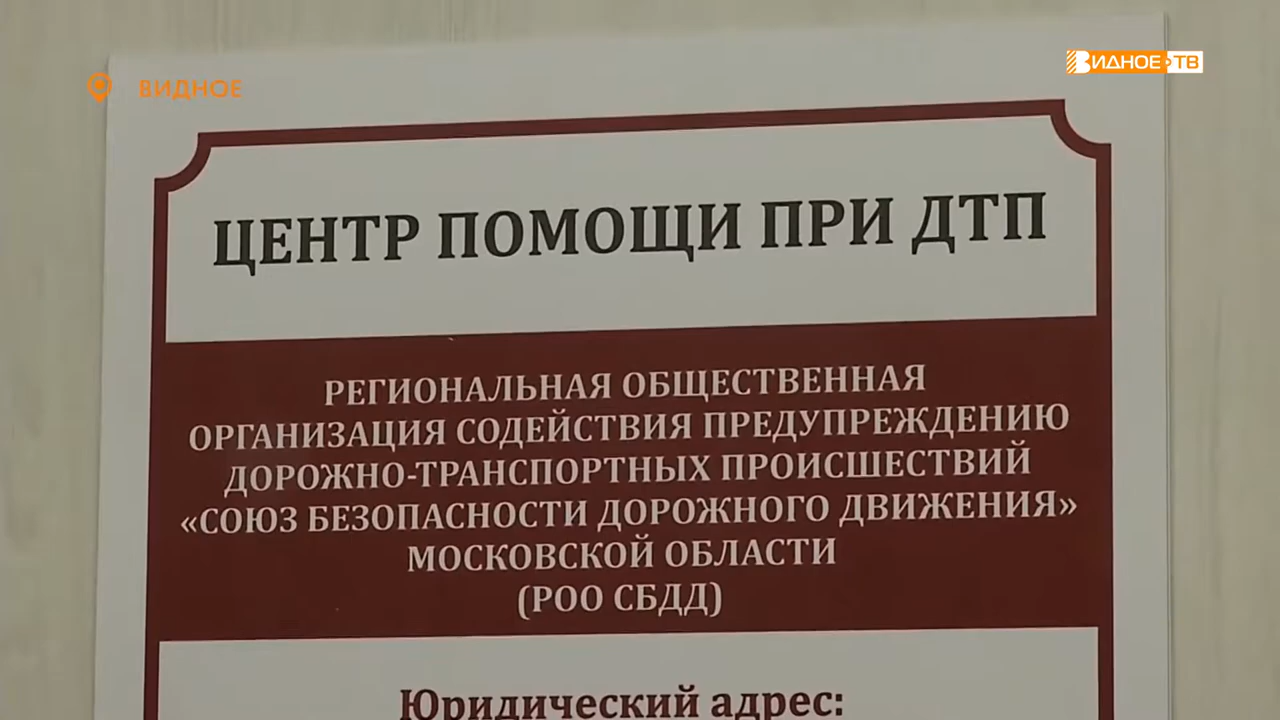 ВИДНОЕ
ВИДНОЕ ТВ
ЦЕНТР ПОМОЩИ ПРИ ДТП
РЕГИОНАЛЬНАЯ ОБЩЕСТВЕННАЯ
ОРГАНИЗАЦИЯ СОДЕЙСТВИЯ ПРЕДУПРЕЖДЕНИЮ
ДОРОЖНО-ТРАНСПОРТНЫХ ПРОИСШЕСТВИЙ
«СОЮЗ БЕЗОПАСНОСТИ ДОРОЖНОГО ДВИЖЕНИЯ»
МОСКОВСКОЙ ОБЛАСТИ
(РОО СБДД)
Юридический адрес: